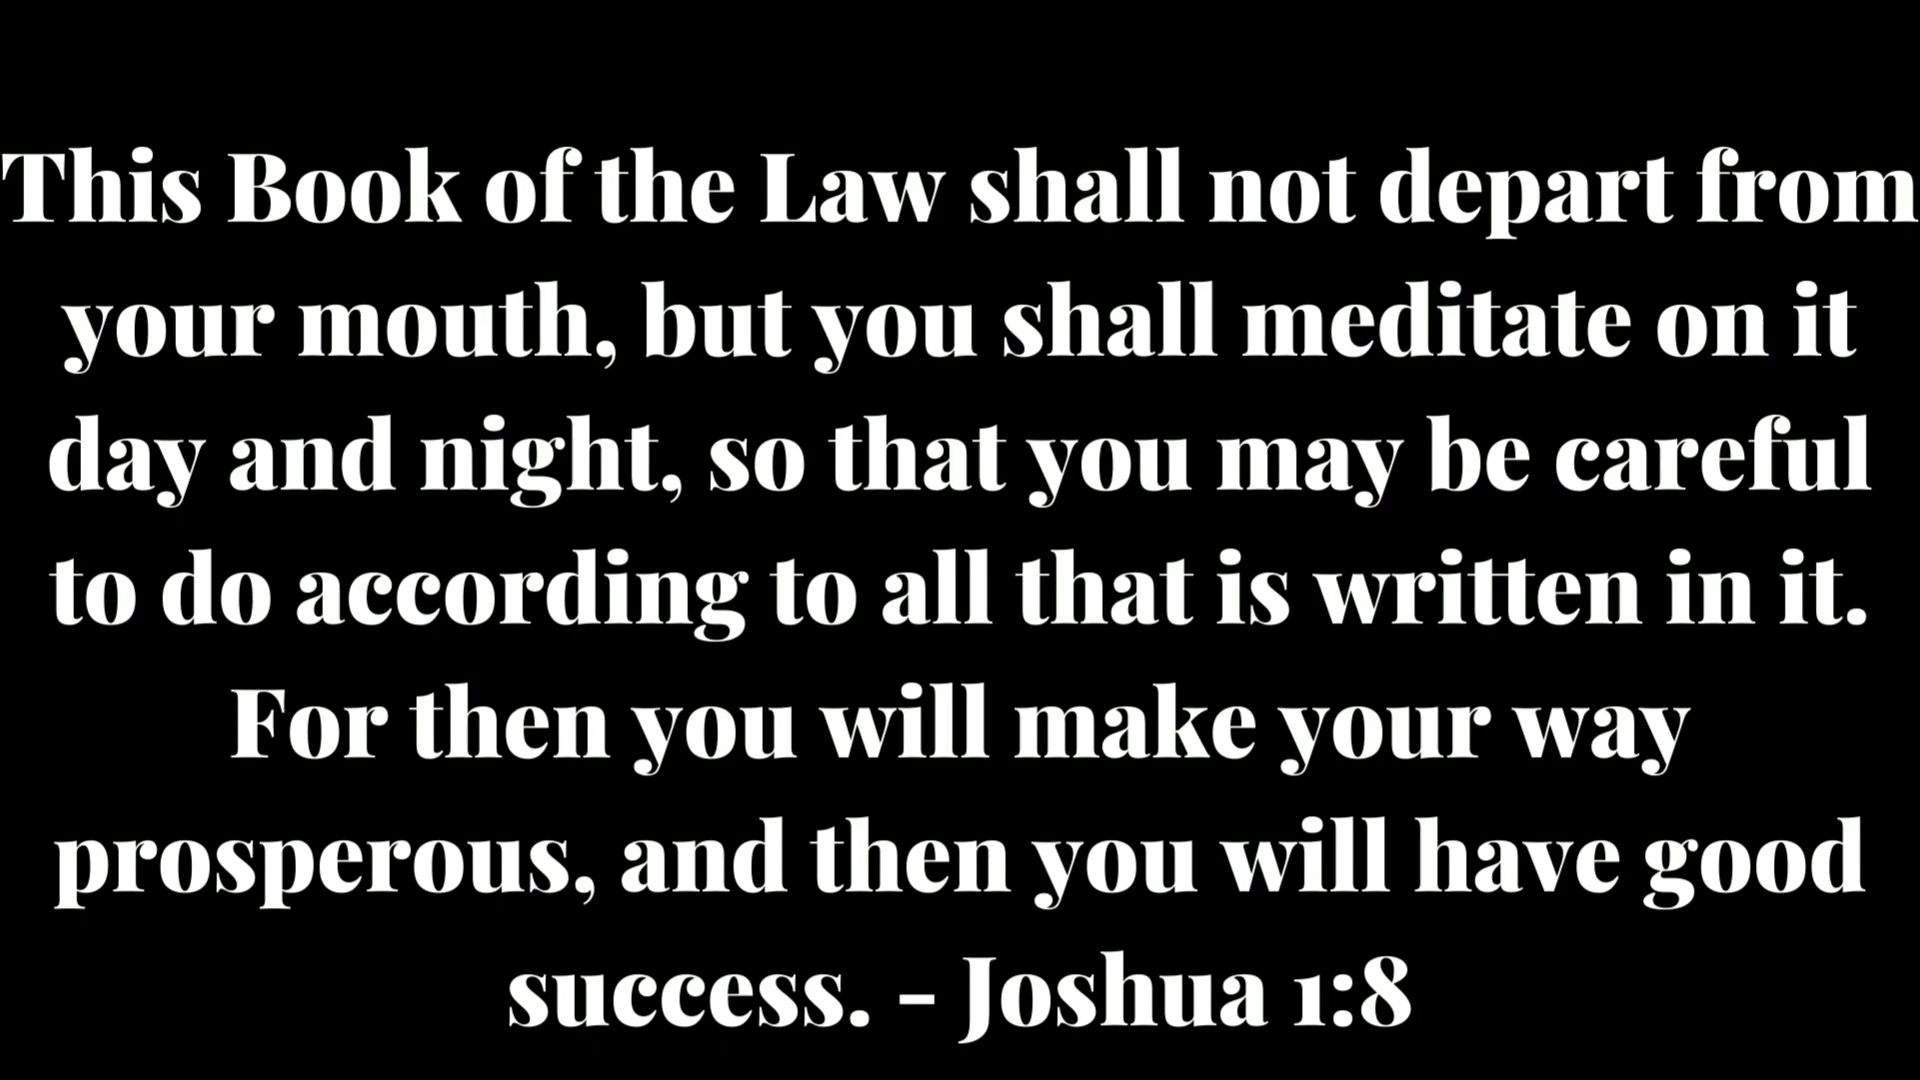 This Book of the Law shall not depart from
your mouth, but you shall meditate on it
day and night, so that you may be careful
to do according to all that is written in it.
For then you will make your way
prosperous, and then you will have good
success. - Joshua 1:8